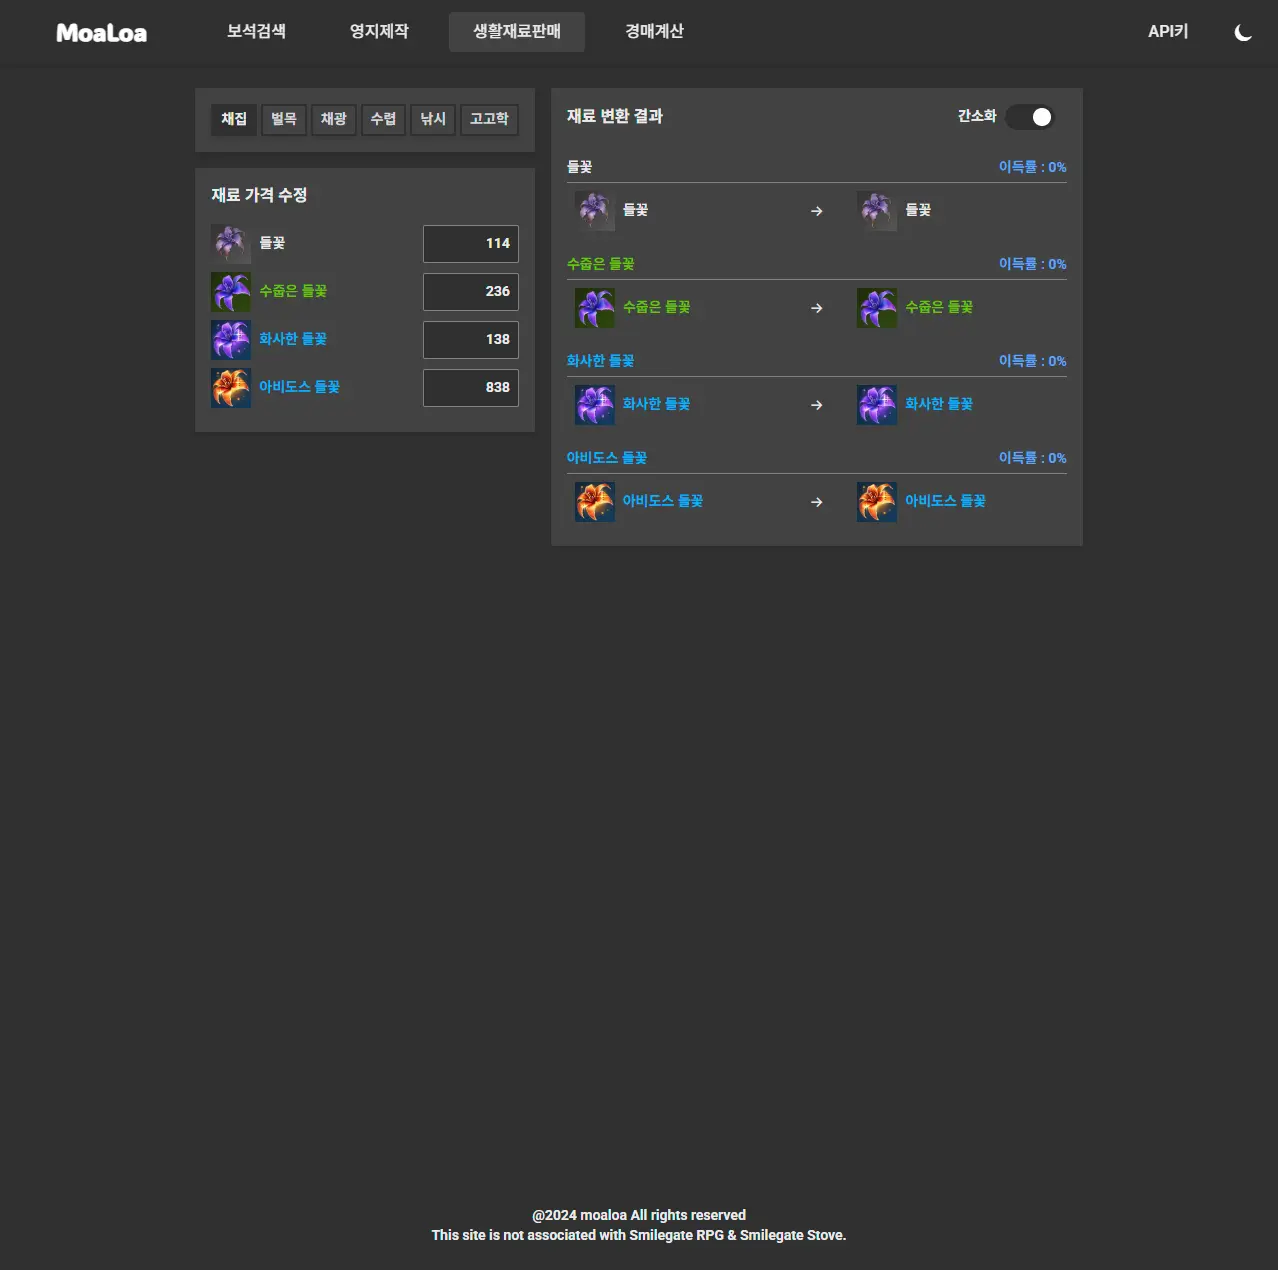 MoaLoa
보석검색
영지제작
생활재료판매
경매계산
API키
채집
벌목
채광
수렵
낚시
고고학
재료 가격 수정
들꽃
114
수줍은 들꽃
236
화사한 들꽃
138
아비도스 들꽃
838
재료 변환 결과
간소화
들꽃
이득률 : 0%
들꽃 → 들꽃
수줍은 들꽃
이득률 : 0%
수줍은 들꽃 → 수줍은 들꽃
화사한 들꽃
이득률 : 0%
화사한 들꽃 → 화사한 들꽃
아비도스 들꽃
이득률 : 0%
아비도스 들꽃 → 아비도스 들꽃
@2024 moaloa All rights reserved
This site is not associated with Smilegate RPG & Smilegate Stove.